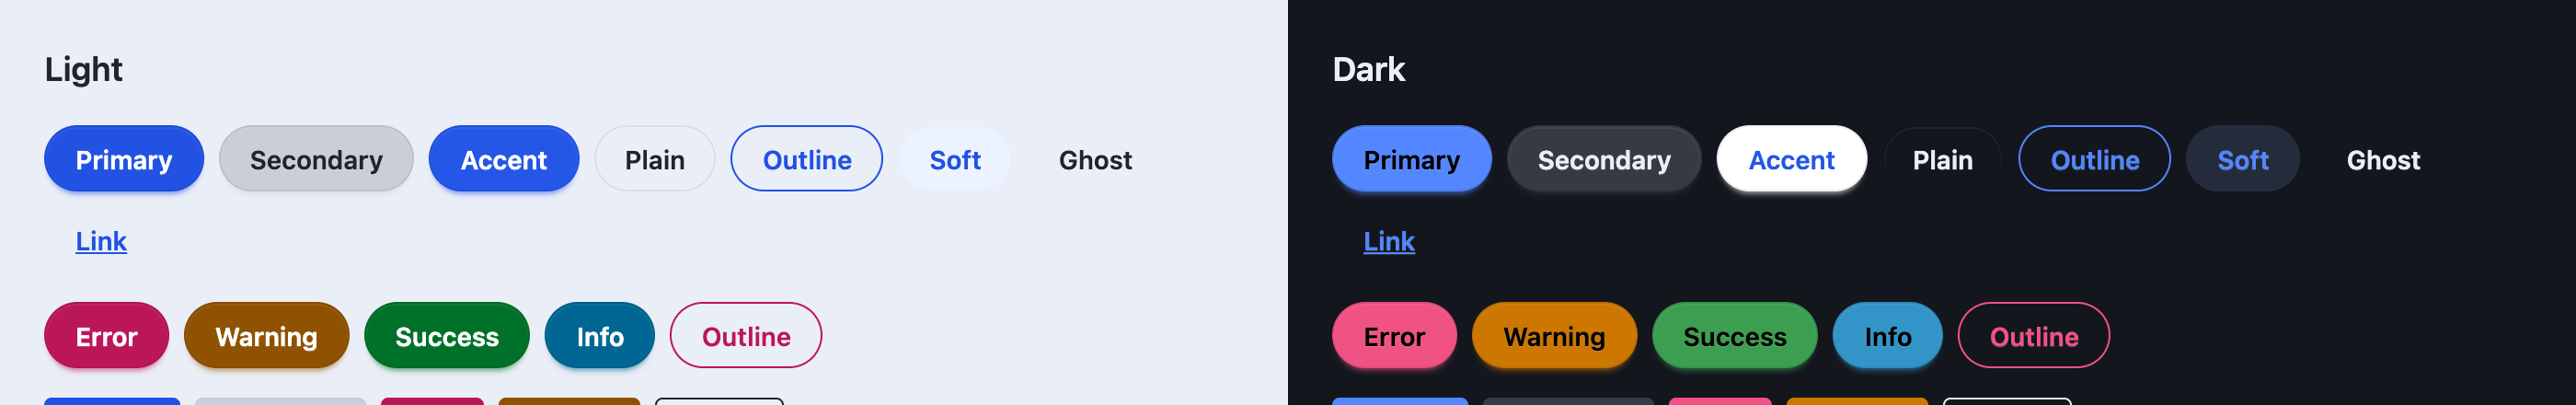 Light
Primary Secondary Accent Plain Outline Soft Ghost
Link
Error Warning Success Info Outline
Dark
Primary Secondary Accent Plain Outline Soft Ghost
Link
Error Warning Success Info Outline